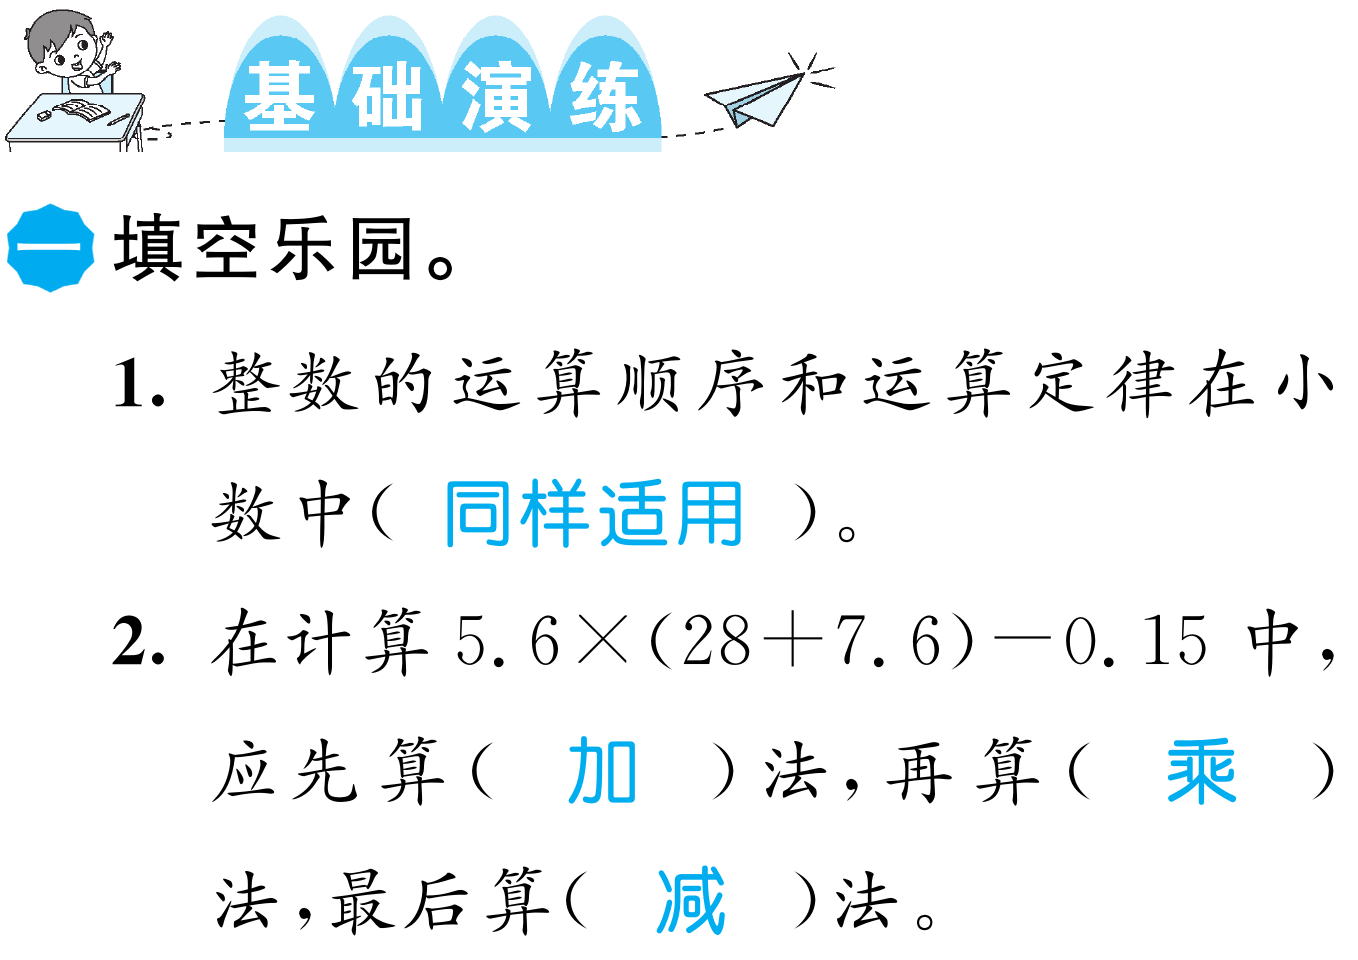 基础演练
一 填空乐园。
1. 整数的运算顺序和运算定律在小
数中( 同样适用 )。
2. 在计算 5.6×(28+7.6)-0.15 中,
应先算( 加 )法,再算( 乘 )
法,最后算( 减 )法。